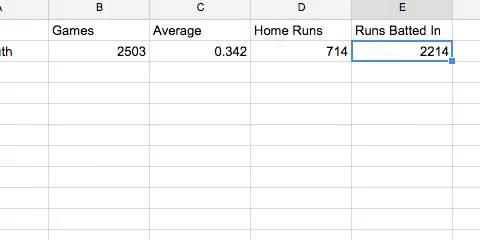 A B C D E
Games Average Home Runs Runs Batted In
th 2503 0.342 714 2214